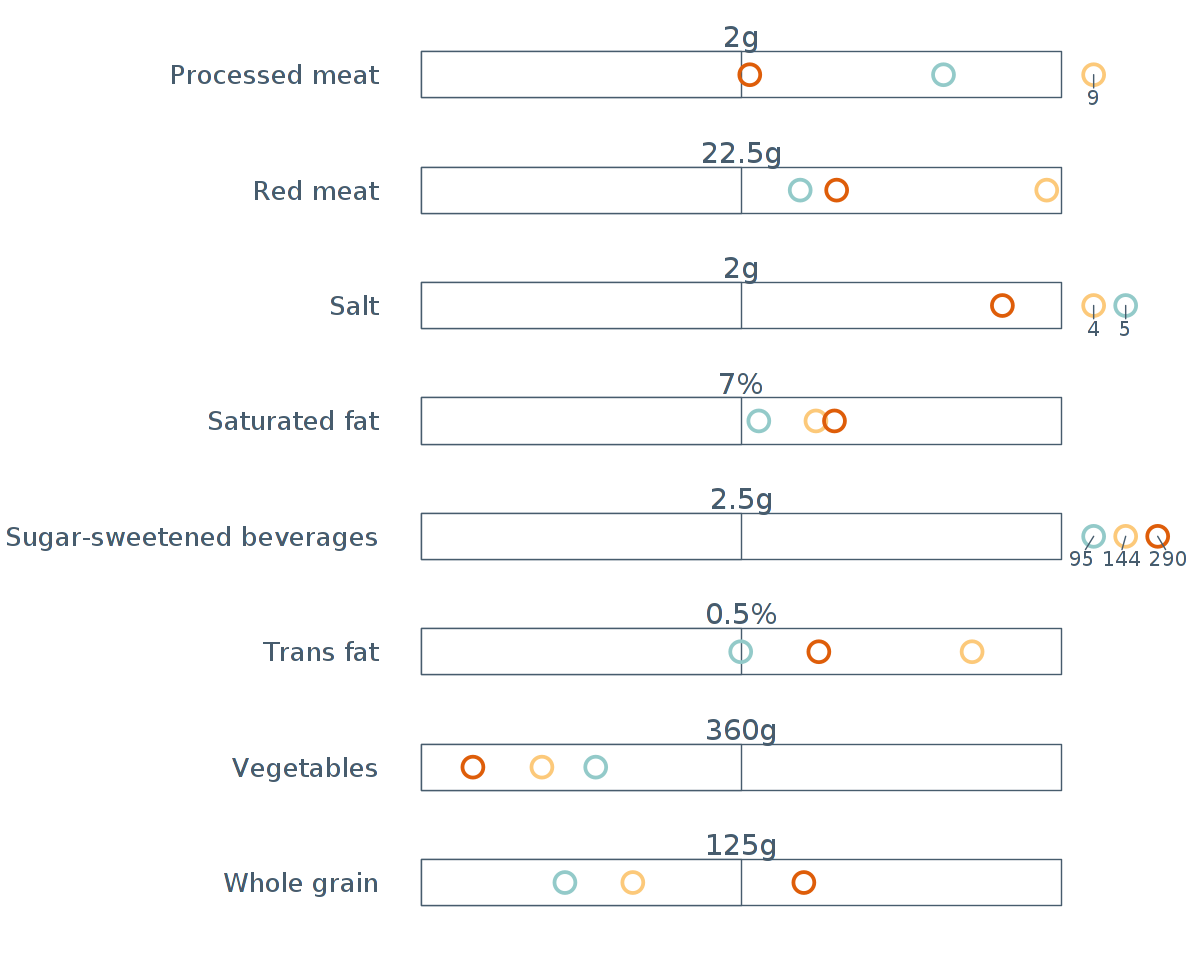 2g
Processed meat
9
22.5g
Red meat
2g
Salt
4 5
7%
Saturated fat
2.5g
Sugar-sweetened beverages
95 144 290
0.5%
Trans fat
360g
Vegetables
125g
Whole grain